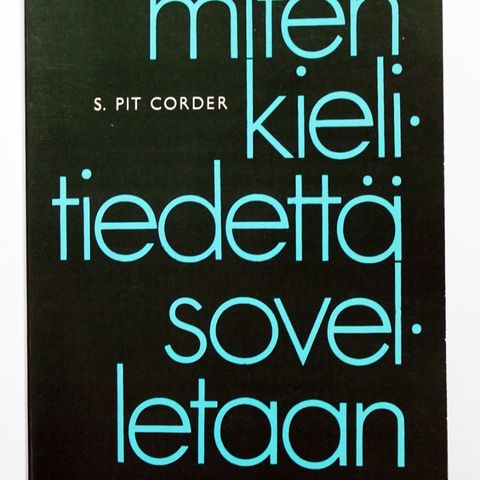 miten
S. PIT CORDER
kieli-
tiedettä
sovel-
letaan